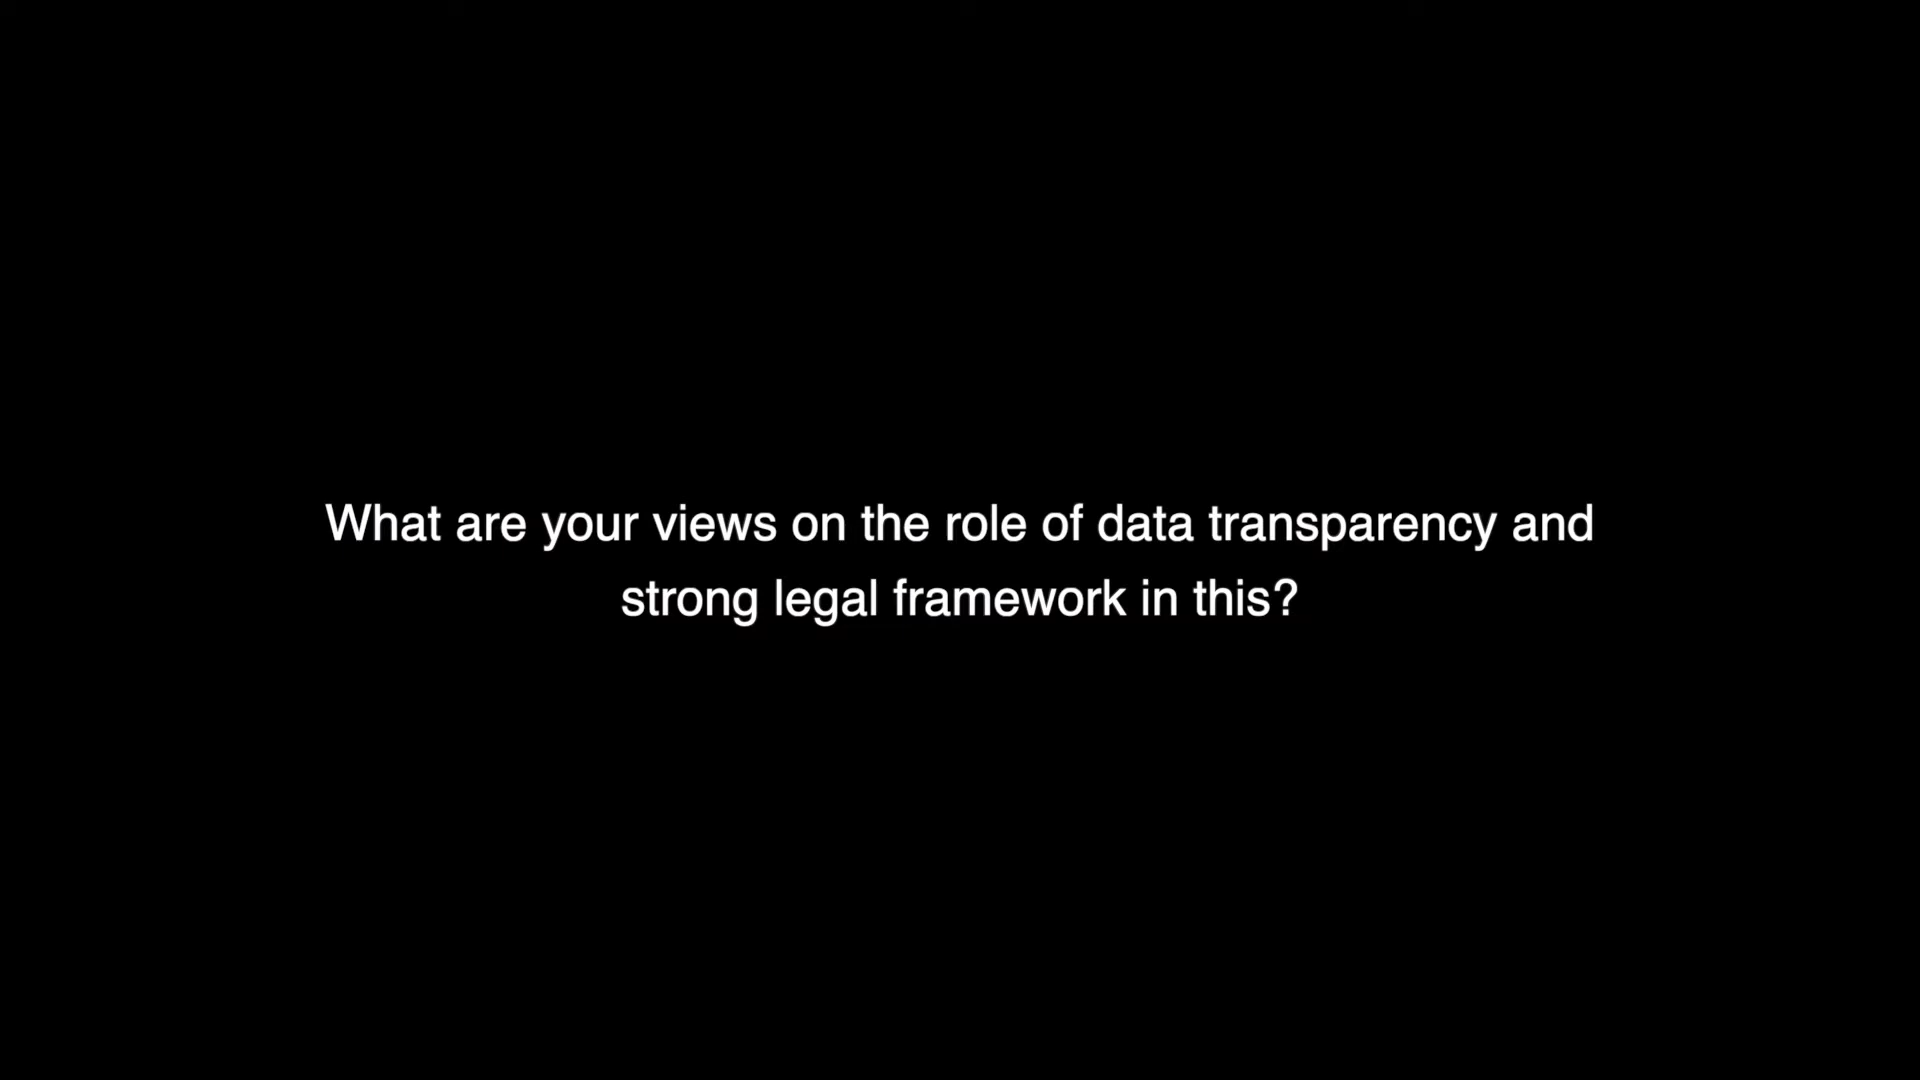 What are your views on the role of data transparency and
strong legal framework in this?